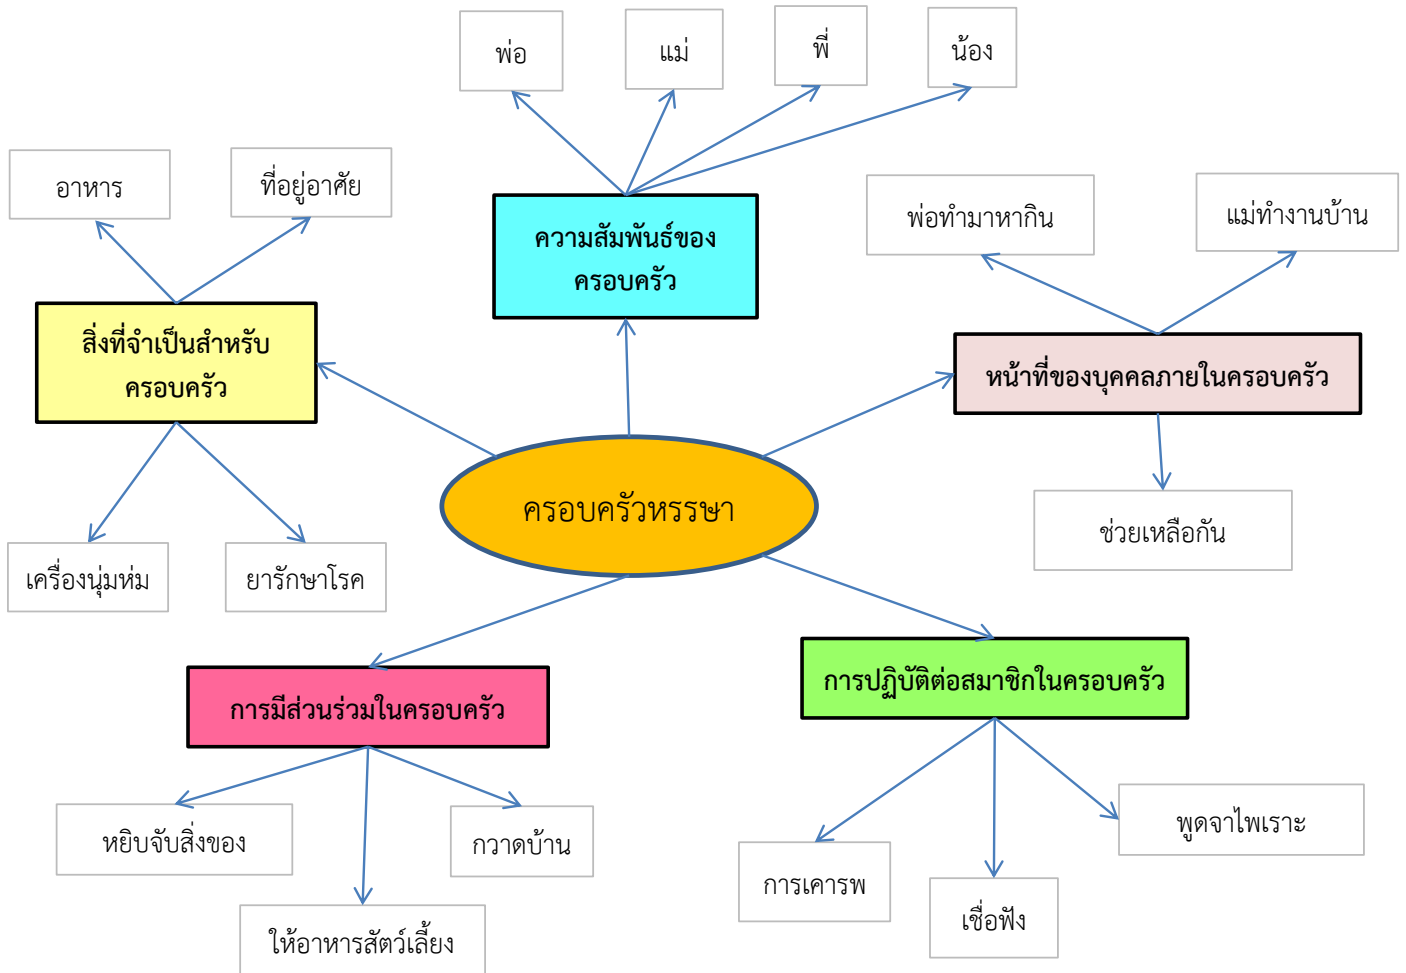 พ่อ
แม่
พี่
น้อง
อาหาร
ที่อยู่อาศัย
ความสัมพันธ์ของ
ครอบครัว
พ่อทำมาหากิน
แม่ทำงานบ้าน
สิ่งที่จำเป็นสำหรับ
ครอบครัว
หน้าที่ของบุคคลภายในครอบครัว
ครอบครัวหรรษา
ช่วยเหลือกัน
เครื่องนุ่มห่ม
ยารักษาโรค
การมีส่วนร่วมในครอบครัว
การปฏิบัติต่อสมาชิกในครอบครัว
หยิบจับสิ่งของ
กวาดบ้าน
ให้อาหารสัตว์เลี้ยง
การเคารพ
เชื่อฟัง
พูดจาไพเราะ